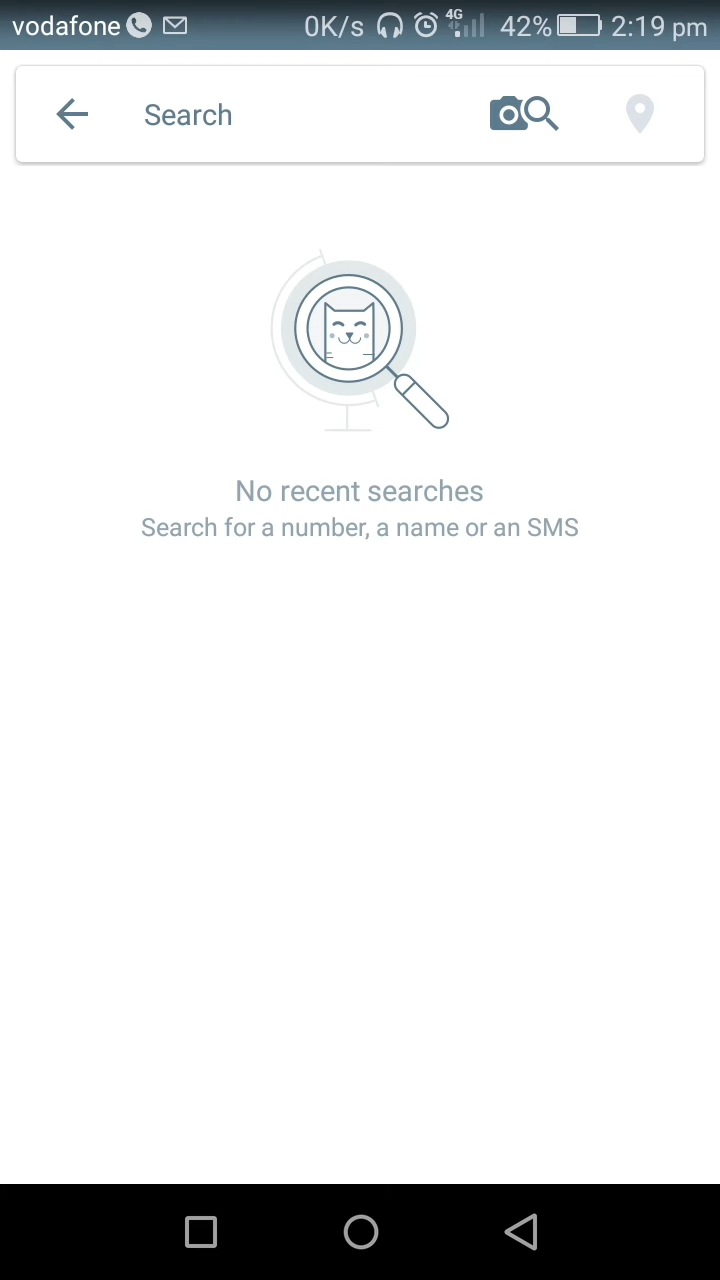 vodafone 0K/s 4G 42% 2:19 pm
Search
No recent searches
Search for a number, a name or an SMS